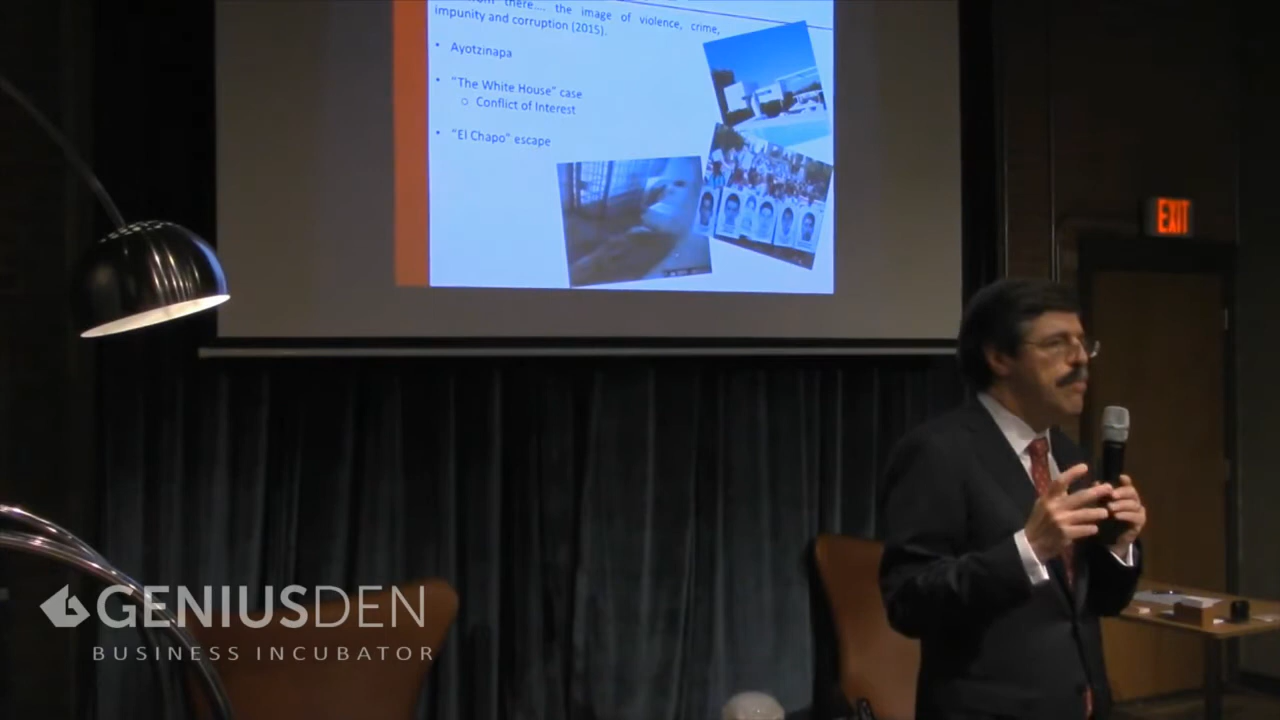 there.... the image of violence, crime,
impunity and corruption (2015).
• Ayotzinapa
• "The White House" case
o Conflict of Interest
• "El Chapo" escape
EXIT
GENIUSDEN
BUSINESS INCUBATOR